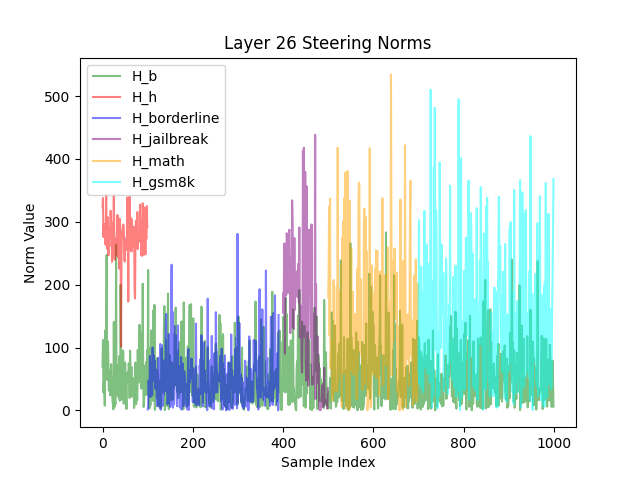 Layer 26 Steering Norms
H_b
H_h
H_borderline
H_jailbreak
H_math
H_gsm8k
Norm Value
500
400
300
200
100
0
0
200
400
600
800
1000
Sample Index